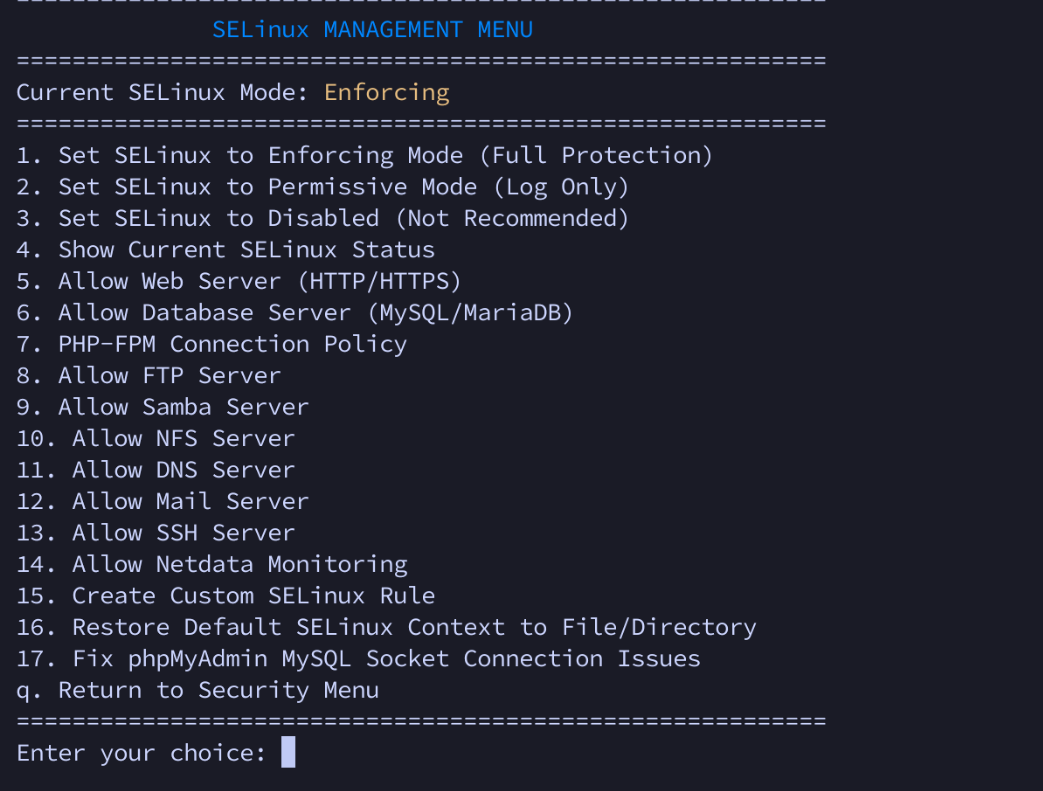 ============================================================
SELinux MANAGEMENT MENU
==========================================================
Current SELinux Mode: Enforcing
==========================================================
1. Set SELinux to Enforcing Mode (Full Protection)
2. Set SELinux to Permissive Mode (Log Only)
3. Set SELinux to Disabled (Not Recommended)
4. Show Current SELinux Status
5. Allow Web Server (HTTP/HTTPS)
6. Allow Database Server (MySQL/MariaDB)
7. PHP-FPM Connection Policy
8. Allow FTP Server
9. Allow Samba Server
10. Allow NFS Server
11. Allow DNS Server
12. Allow Mail Server
13. Allow SSH Server
14. Allow Netdata Monitoring
15. Create Custom SELinux Rule
16. Restore Default SELinux Context to File/Directory
17. Fix phpMyAdmin MySQL Socket Connection Issues
q. Return to Security Menu
==========================================================
Enter your choice: